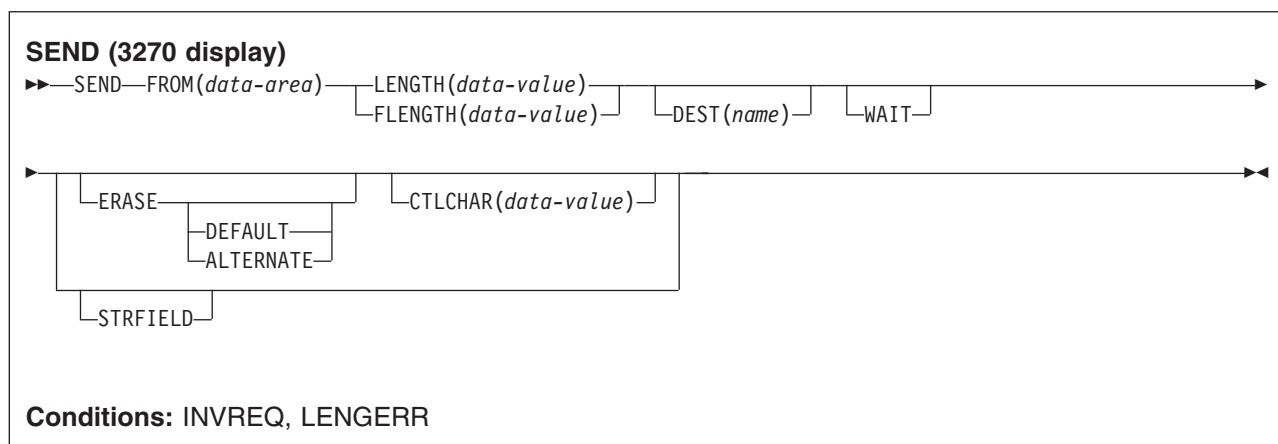 SEND (3270 display)
SEND FROM(data-area) LENGTH(data-value)
FLENGTH(data-value) DEST(name) WAIT
ERASE CTLCHAR(data-value)
DEFAULT
ALTERNATE
STRFIELD
Conditions: INVREQ, LENGERR